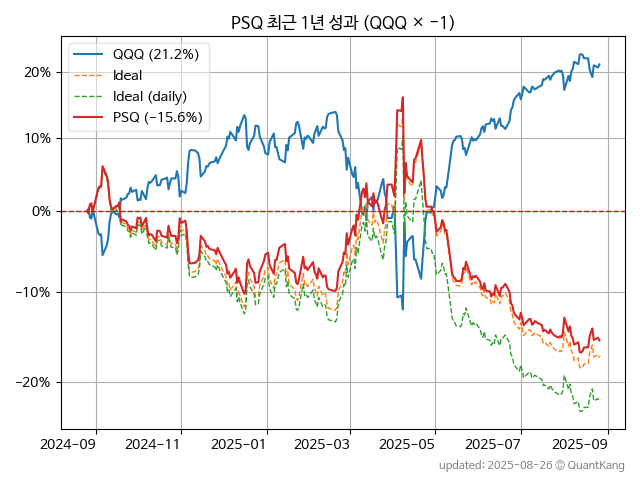 PSQ 최근 1년 성과 (QQQ × −1)
QQQ (21.2%)
Ideal
Ideal (daily)
PSQ (−15.6%)
20%
10%
0%
−10%
−20%
2024−09
2024−11
2025−01
2025−03
2025−05
2025−07
2025−09
updated: 2025-08-26 © QuantKang